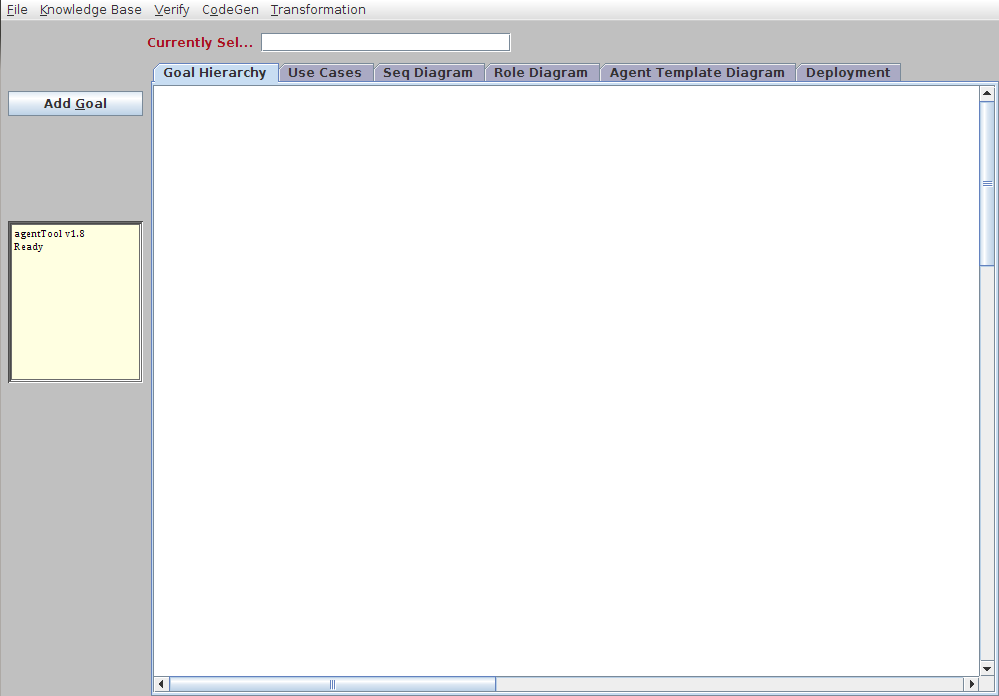 File Knowledge Base Verify CodeGen Transformation
Currently Sel...
Goal Hierarchy Use Cases Seq Diagram Role Diagram Agent Template Diagram Deployment
Add Goal
agentTool v1.8
Ready